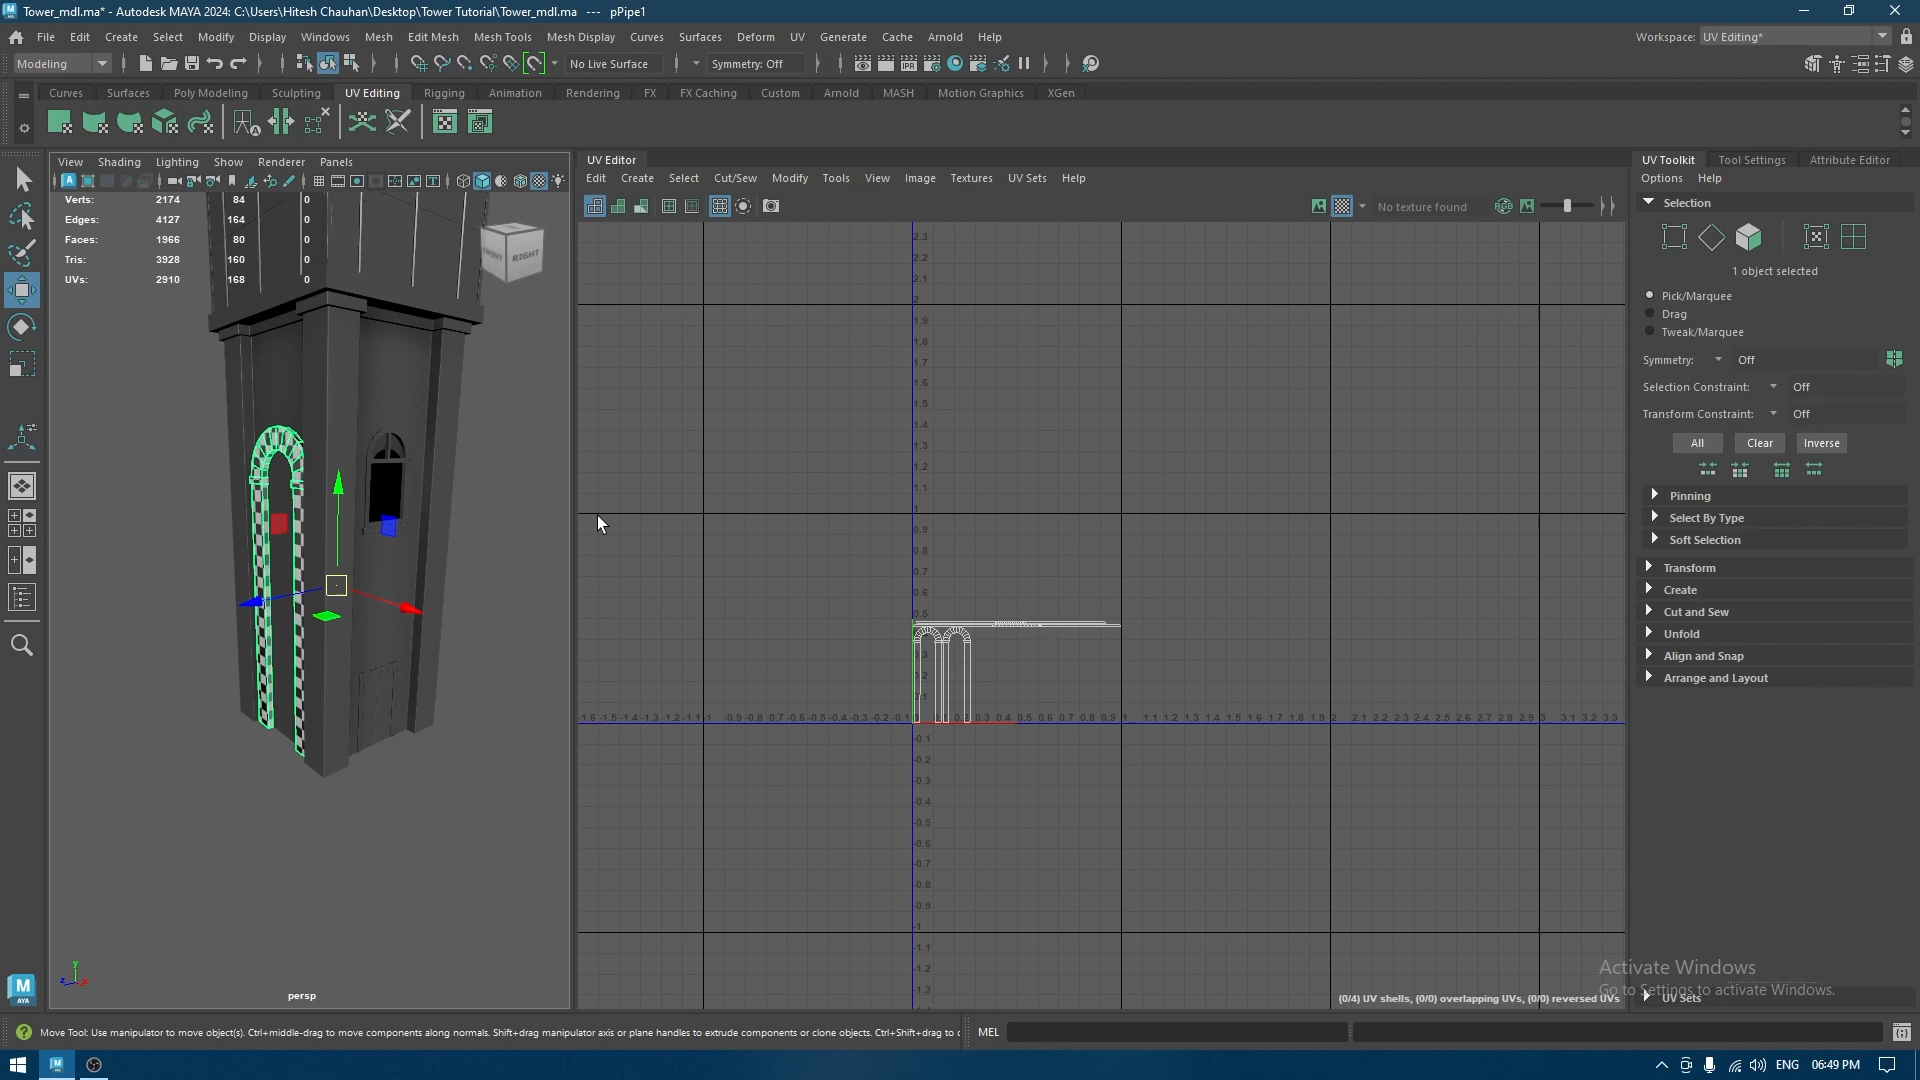 Tower_mdl.ma* - Autodesk MAYA 2024: C:\Users\Hitesh Chauhan\Desktop\Tower Tutorial\Tower_mdl.ma --- pPipe1
File Edit Create Select Modify Display Windows Mesh Edit Mesh Mesh Tools Mesh Display Curves Surfaces Deform UV Generate Cache Arnold Help
Workspace: UV Editing*
Modeling
No Live Surface
Symmetry: Off
Curves Surfaces Poly Modeling Sculpting UV Editing Rigging Animation Rendering FX FX Caching Custom Arnold MASH Motion Graphics XGen
View Shading Lighting Show Renderer Panels
Verts: 2174 84 0
Edges: 4127 164 0
Faces: 1966 80 0
Tris: 3928 160 0
UVs: 2910 168 0
FRONT RIGHT
persp
UV Editor
Edit Create Select Cut/Sew Modify Tools View Image Textures UV Sets Help
No texture found
(0/4) UV shells, (0/0) overlapping UVs, (0/0) reversed UVs
UV Toolkit Tool Settings Attribute Editor
Options Help
Selection
1 object selected
Pick/Marquee
Drag
Tweak/Marquee
Symmetry: Off
Selection Constraint: Off
Transform Constraint: Off
All Clear Inverse
Pinning
Select By Type
Soft Selection
Transform
Create
Cut and Sew
Unfold
Align and Snap
Arrange and Layout
UV Sets
Activate Windows
Go to Settings to activate Windows.
Move Tool: Use manipulator to move object(s). Ctrl+middle-drag to move components along normals. Shift+drag manipulator axis or plane handles to extrude components or clone objects. Ctrl+Shift+drag to
MEL
ENG 06:49 PM